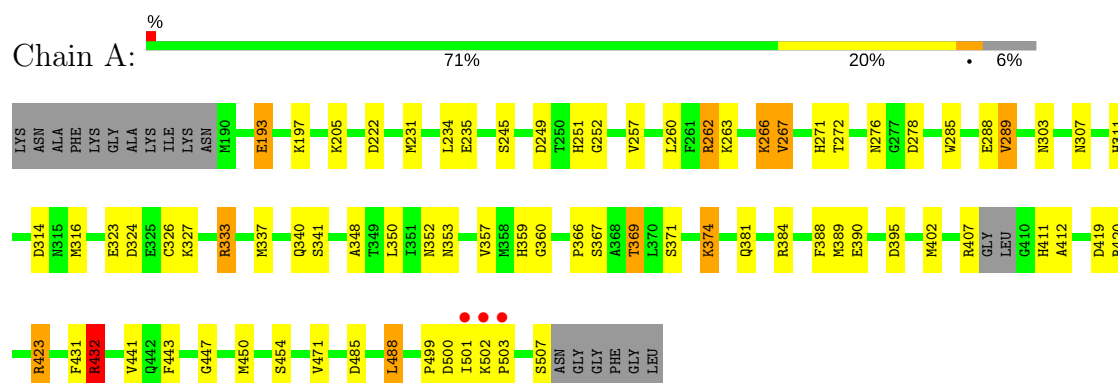 %
Chain A:
71% 20% • 6%
LYS ASN ALA PHE LYS GLY ALA LYS ILE LYS ASN M190 E193 K197 K205 D222 M231 L234 E235 S245 D249 T250 H251 G252 V257 L260 F261 R262 K263 K266 V267 H271 T272 N276 G277 D278 W285 E288 V289 N303 N307 H311
D314 N315 M316 E323 D324 E325 C326 K327 R333 M337 Q340 S341 A348 T349 L350 I351 N352 N353 V357 M358 H359 G360 P366 S367 A368 T369 L370 S371 K374 Q381 R384 F388 M389 E390 D395 M402 R407 GLY LEU G410 H411 A412 D419
R423 F431 R432 V441 Q442 F443 G447 M450 S454 V471 D485 L488 P499 D500 I501 K502 P503 S507 ASN GLY GLY PHE GLY LEU